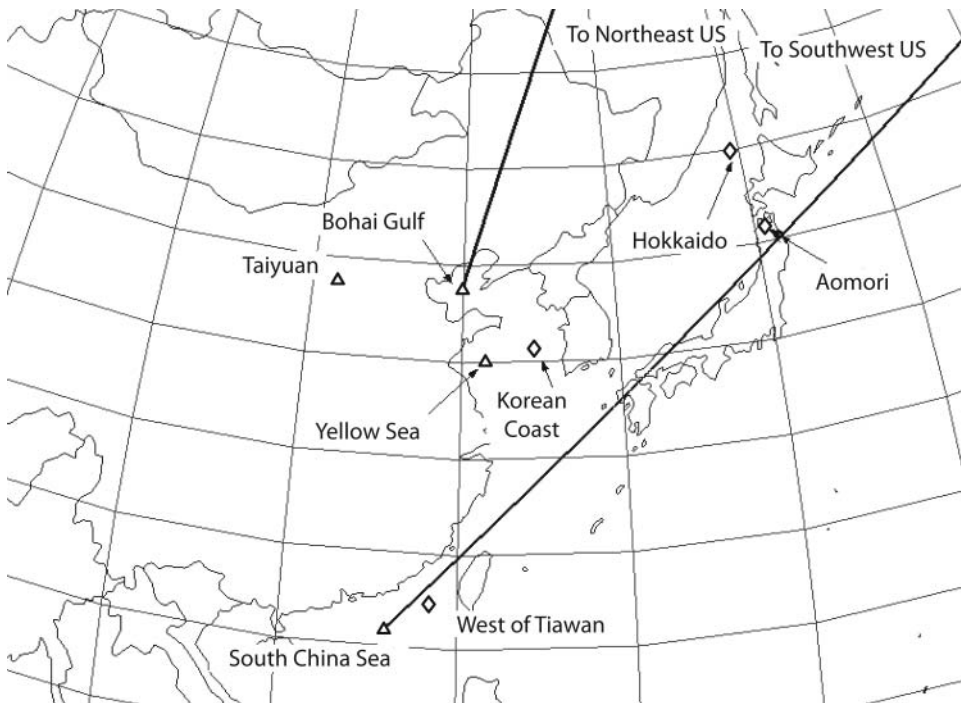 To Northeast US
To Southwest US
Bohai Gulf
Taiyuan
Hokkaido
Aomori
Korean
Coast
Yellow Sea
West of Tiawan
South China Sea